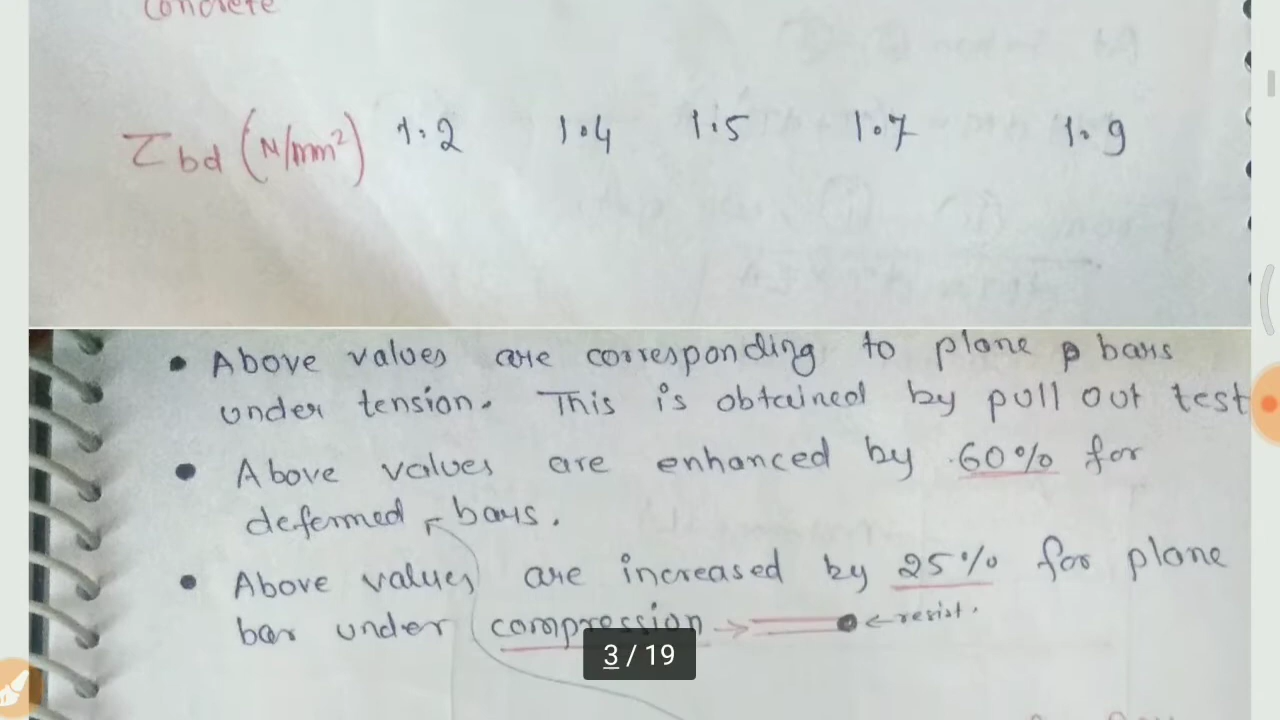 concrete
τbd (N/mm²) 1.2 1.4 1.5 1.7 1.9
• Above values are corresponding to plane bars
under tension. This is obtained by pull out test
• Above values are enhanced by 60% for
defermed bars.
• Above values are increased by 25% for plane
bar under compression → ← resist.
3 / 19